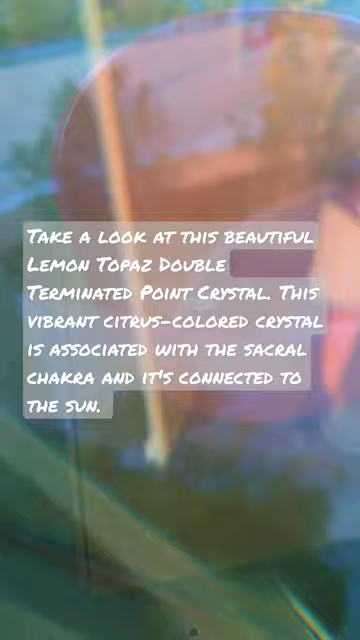 Take a look at this beautiful
Lemon Topaz Double
Terminated Point Crystal. This
vibrant citrus-colored crystal
is associated with the sacral
chakra and it's connected to
the sun.